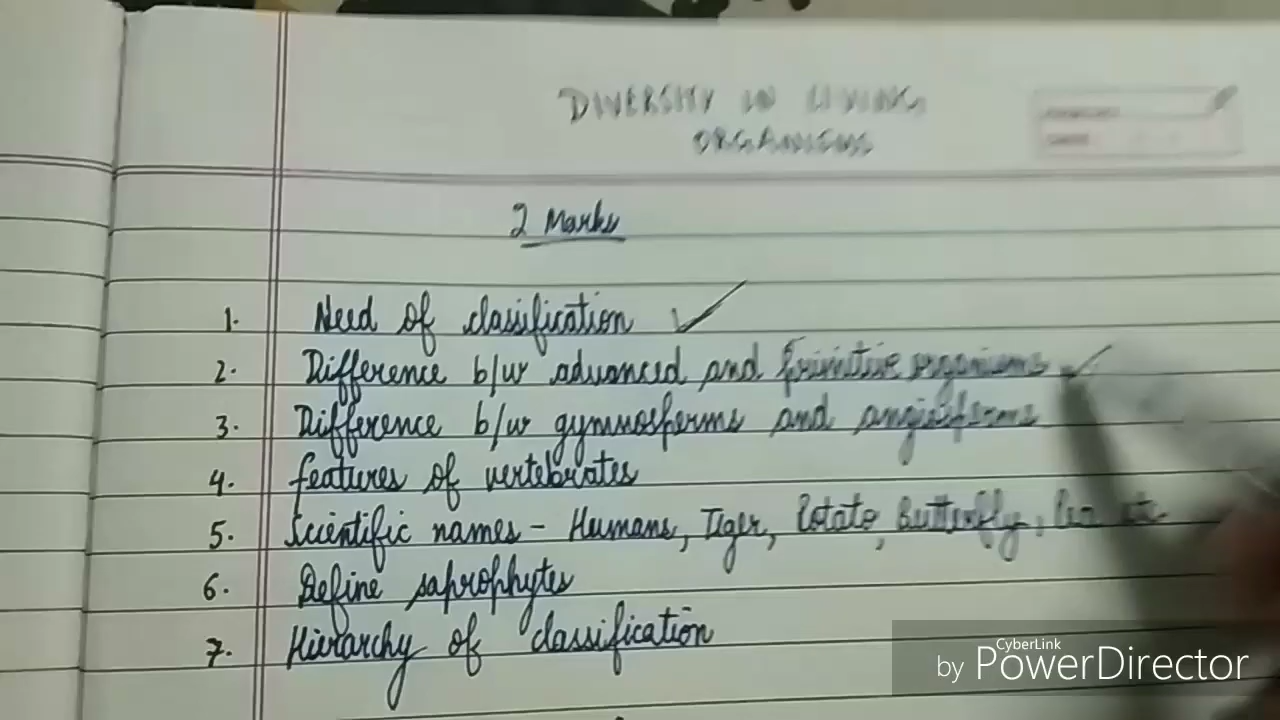 DIVERSITY IN LIVING
ORGANISMS
2 Marks
1. Need of classification
2. Difference b/w advanced and primitive organisms
3. Difference b/w gymnosperms and angiosperms
4. features of vertebrates
5. Scientific names - Humans, Tiger, Potato, Butterfly,
6. Define saprophytes
7. Hierarchy of classification
CyberLink
by PowerDirector